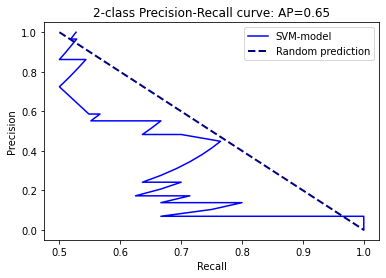 2-class Precision-Recall curve: AP=0.65
SVM-model
Random prediction
Precision
1.0
0.8
0.6
0.4
0.2
0.0
0.5 0.6 0.7 0.8 0.9 1.0
Recall